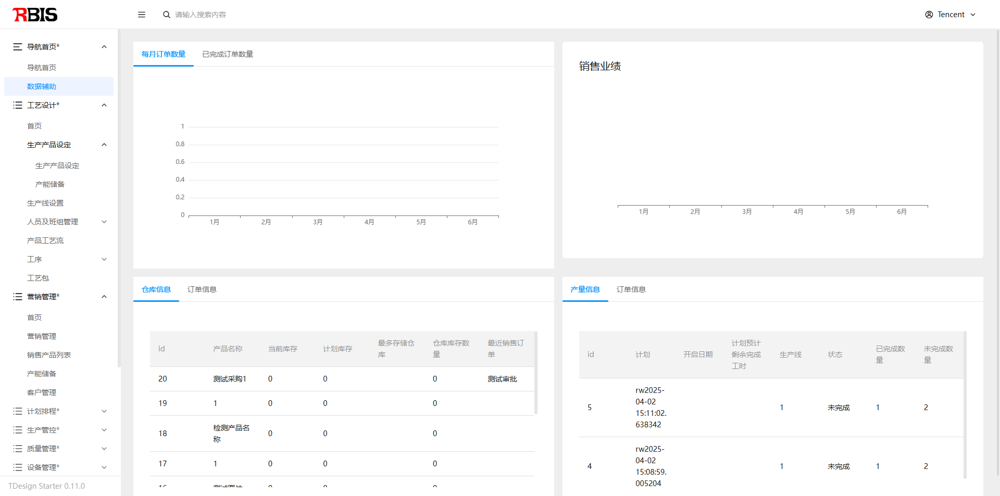 RBIS
请输入搜索内容
Tencent
导航首页*
导航首页
数据辅助
工艺设计*
首页
生产产品设定
生产产品设定
产能储备
生产线设置
人员及班组管理
产品工艺流
工序
工艺包
营销管理*
首页
营销管理
销售产品列表
产能储备
客户管理
计划排程*
生产管控*
质量管理*
设备管理*
TDesign Starter 0.11.0
每月订单数量 已完成订单数量
1
0.8
0.6
0.4
0.2
0
1月 2月 3月 4月 5月 6月
销售业绩
1月 2月 3月 4月 5月 6月
仓库信息 订单信息
id 产品名称 当前库存 计划库存 最多存储仓库 仓库库存数量 最近销售订单
20 测试采购1 0 0 0 测试审批
19 1 0 0 0
18 检测产品名称 0 0 0
17 1 0 0 0
16 测试图片 0 0 0
产量信息 订单信息
id 计划 开启日期 计划预计剩余完成工时 生产线 状态 已完成数量 未完成数量
5 rw2025-04-02 15:11:02.638342 1 未完成 1 2
4 rw2025-04-02 15:08:59.005204 1 未完成 1 2